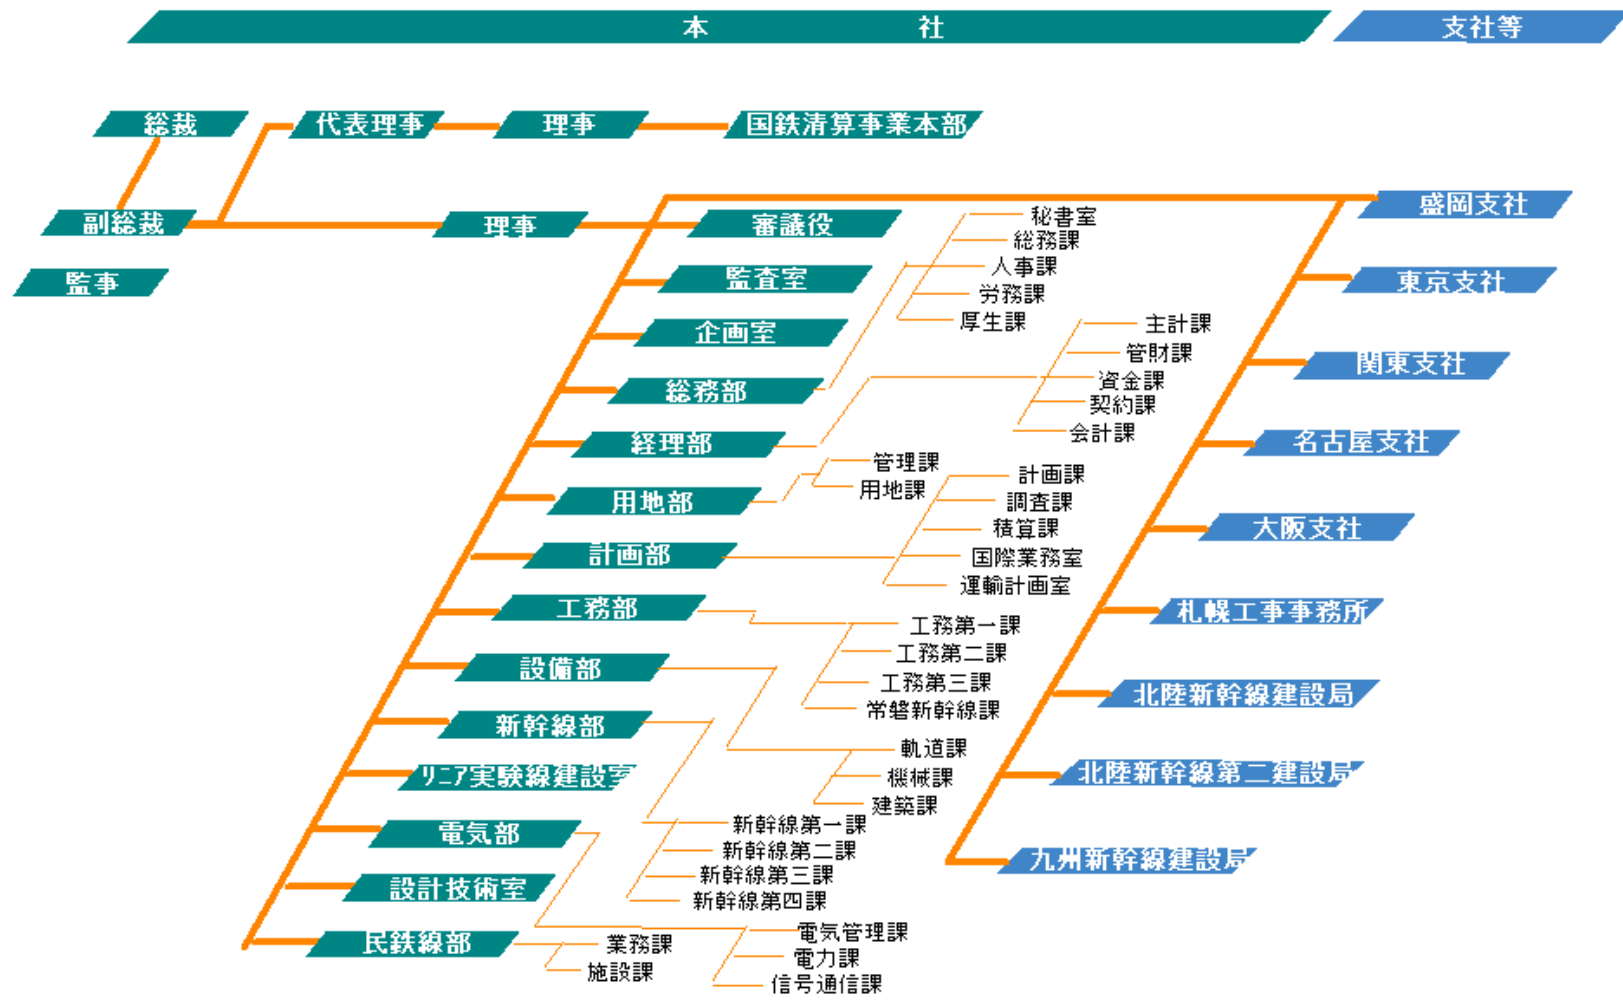 本社
支社等
総裁
代表理事
理事
国鉄清算事業本部
副総裁
理事
監事
審議役
監査室
企画室
総務部
秘書室
総務課
人事課
労務課
厚生課
経理部
主計課
管財課
資金課
契約課
会計課
用地部
管理課
用地課
計画部
計画課
調査課
積算課
国際業務室
運輸計画室
工務部
工務第一課
工務第二課
工務第三課
常磐新幹線課
設備部
軌道課
機械課
建築課
新幹線部
新幹線第一課
新幹線第二課
新幹線第三課
新幹線第四課
リニア実験線建設室
電気部
電気管理課
電力課
信号通信課
設計技術室
民鉄線部
業務課
施設課
盛岡支社
東京支社
関東支社
名古屋支社
大阪支社
札幌工事事務所
北陸新幹線建設局
北陸新幹線第二建設局
九州新幹線建設局